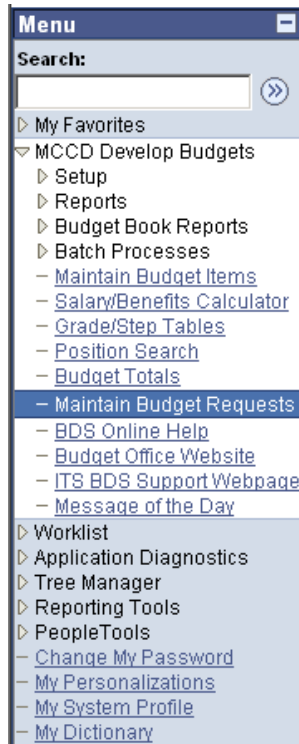 Menu
Search:
My Favorites
MCCD Develop Budgets
Setup
Reports
Budget Book Reports
Batch Processes
Maintain Budget Items
Salary/Benefits Calculator
Grade/Step Tables
Position Search
Budget Totals
Maintain Budget Requests
BDS Online Help
Budget Office Website
ITS BDS Support Webpage
Message of the Day
Worklist
Application Diagnostics
Tree Manager
Reporting Tools
PeopleTools
Change My Password
My Personalizations
My System Profile
My Dictionary